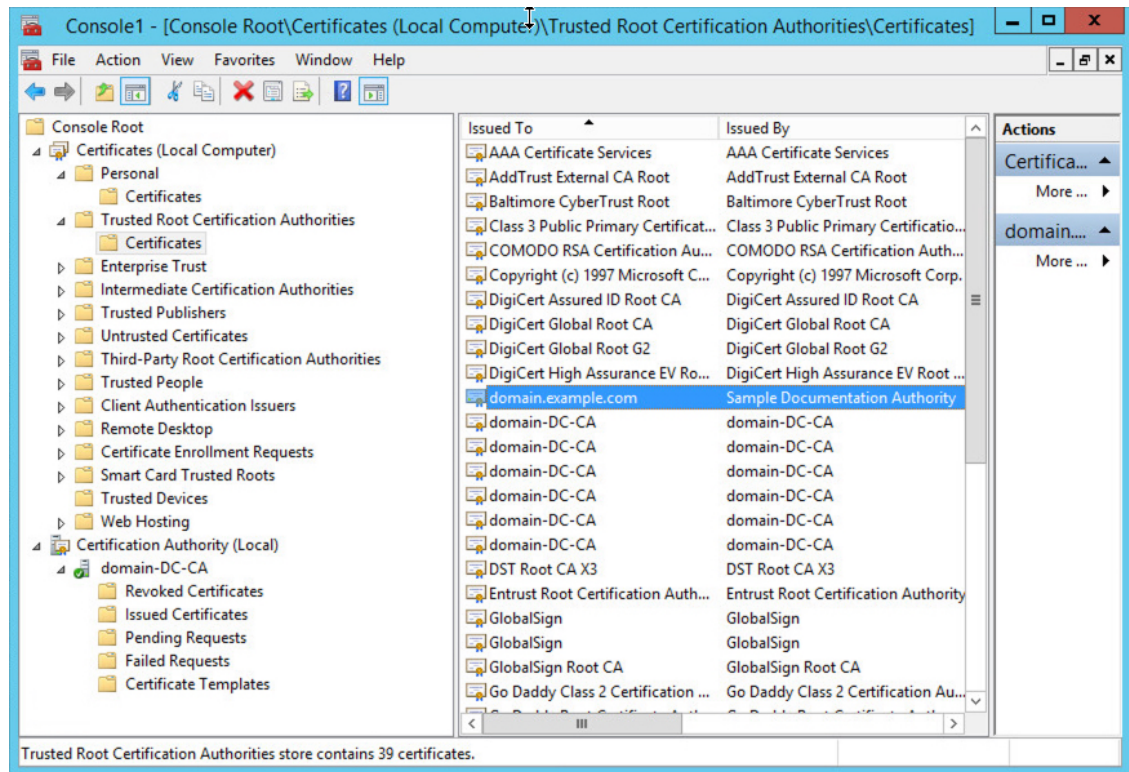 Console1 - [Console Root\Certificates (Local Computer)\Trusted Root Certification Authorities\Certificates]
File Action View Favorites Window Help
Console Root
Certificates (Local Computer)
Personal
Certificates
Trusted Root Certification Authorities
Certificates
Enterprise Trust
Intermediate Certification Authorities
Trusted Publishers
Untrusted Certificates
Third-Party Root Certification Authorities
Trusted People
Client Authentication Issuers
Remote Desktop
Certificate Enrollment Requests
Smart Card Trusted Roots
Trusted Devices
Web Hosting
Certification Authority (Local)
domain-DC-CA
Revoked Certificates
Issued Certificates
Pending Requests
Failed Requests
Certificate Templates
Issued To Issued By
AAA Certificate Services AAA Certificate Services
AddTrust External CA Root AddTrust External CA Root
Baltimore CyberTrust Root Baltimore CyberTrust Root
Class 3 Public Primary Certificat... Class 3 Public Primary Certificatio...
COMODO RSA Certification Au... COMODO RSA Certification Auth...
Copyright (c) 1997 Microsoft C... Copyright (c) 1997 Microsoft Corp.
DigiCert Assured ID Root CA DigiCert Assured ID Root CA
DigiCert Global Root CA DigiCert Global Root CA
DigiCert Global Root G2 DigiCert Global Root G2
DigiCert High Assurance EV Ro... DigiCert High Assurance EV Root ...
domain.example.com Sample Documentation Authority
domain-DC-CA domain-DC-CA
domain-DC-CA domain-DC-CA
domain-DC-CA domain-DC-CA
domain-DC-CA domain-DC-CA
domain-DC-CA domain-DC-CA
domain-DC-CA domain-DC-CA
DST Root CA X3 DST Root CA X3
Entrust Root Certification Auth... Entrust Root Certification Authority
GlobalSign GlobalSign
GlobalSign GlobalSign
GlobalSign Root CA GlobalSign Root CA
Go Daddy Class 2 Certification ... Go Daddy Class 2 Certification Au...
Actions
Certifica...
More ...
domain....
More ...
Trusted Root Certification Authorities store contains 39 certificates.